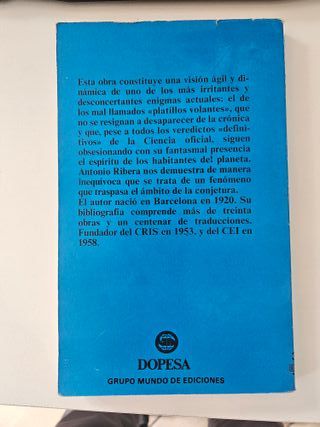 Esta obra constituye una visión ágil y di-
námica de uno de los más irritantes y
desconcertantes enigmas actuales: el de
los mal llamados «platillos volantes», que
no se resignan a desaparecer de la crónica
y que, pese a todos los veredictos «defini-
tivos» de la Ciencia oficial, siguen
obsesionando con su fantasmal presencia
el espíritu de los habitantes del planeta.
Antonio Ribera nos demuestra de manera
inequívoca que se trata de un fenómeno
que traspasa el ámbito de la conjetura.
El autor nació en Barcelona en 1920. Su
bibliografía comprende más de treinta
obras y un centenar de traducciones.
Fundador del CRIS en 1953. y del CEI en
1958.
DOPESA
GRUPO MUNDO DE EDICIONES